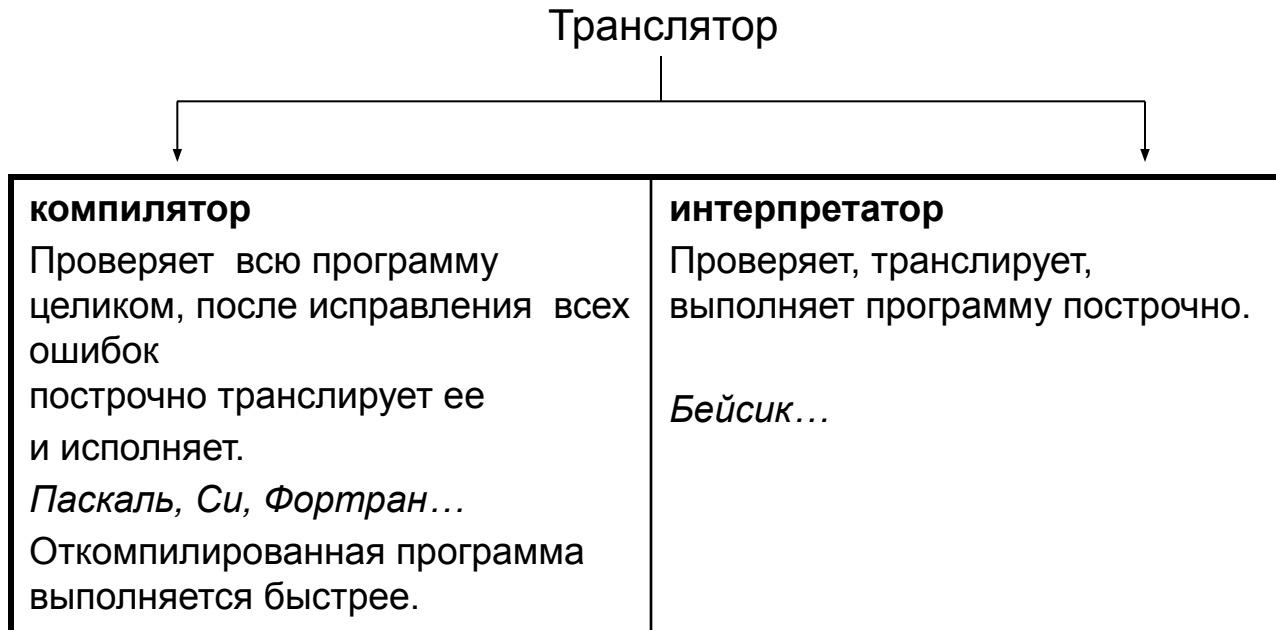 Транслятор
компилятор
Проверяет всю программу
целиком, после исправления всех
ошибок
построчно транслирует ее
и исполняет.
Паскаль, Си, Фортран…
Откомпилированная программа
выполняется быстрее.
интерпретатор
Проверяет, транслирует,
выполняет программу построчно.
Бейсик…